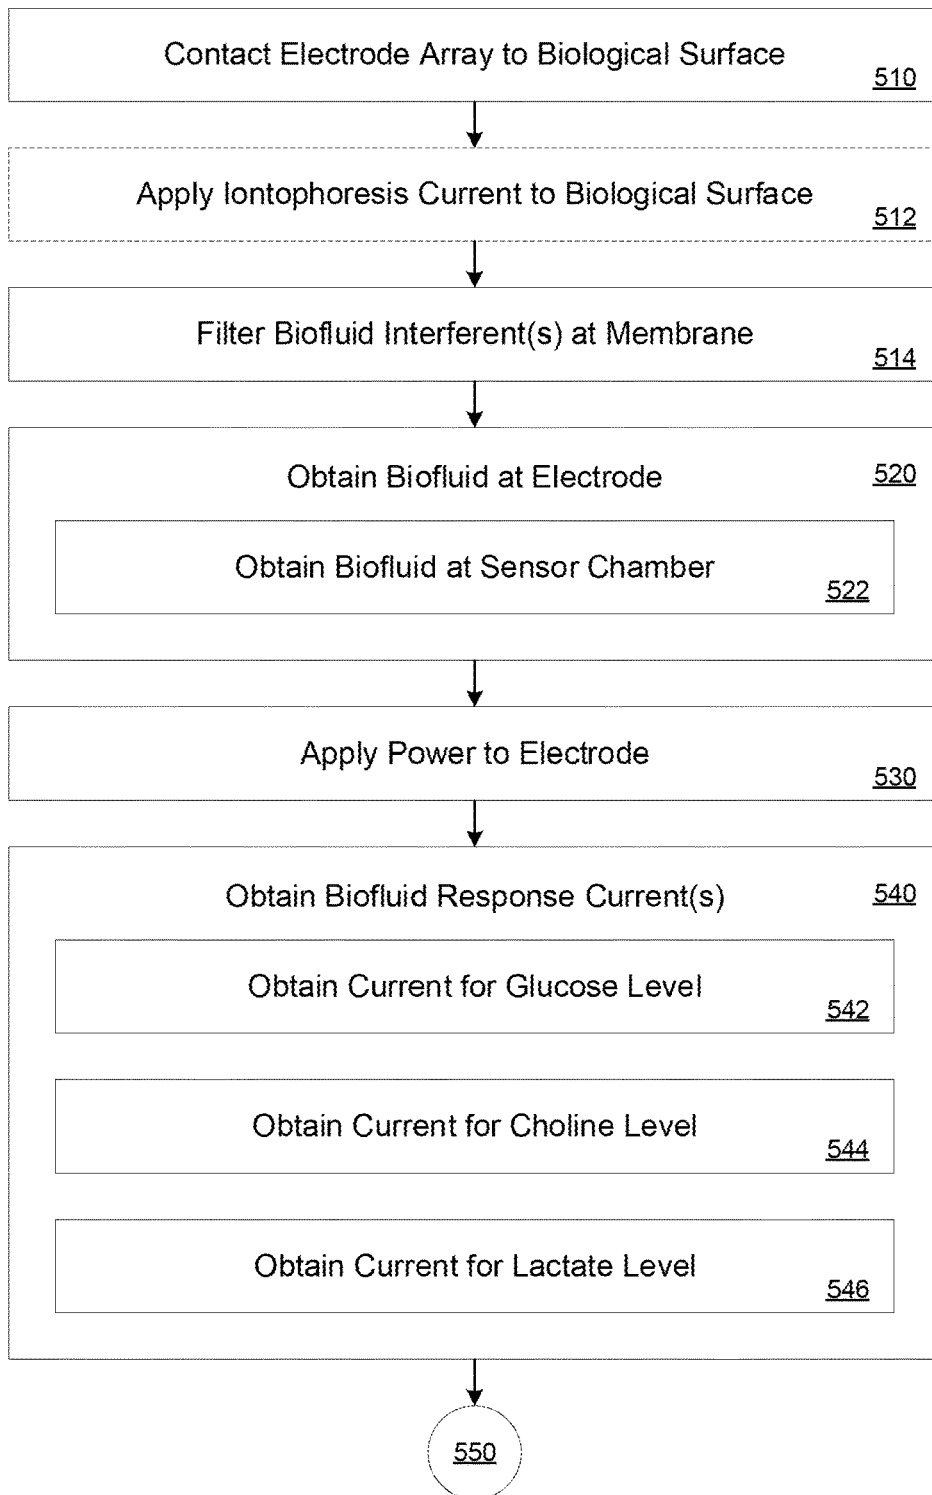 Contact Electrode Array to Biological Surface
510
Apply Iontophoresis Current to Biological Surface
512
Filter Biofluid Interferent(s) at Membrane
514
Obtain Biofluid at Electrode
520
Obtain Biofluid at Sensor Chamber
522
Apply Power to Electrode
530
Obtain Biofluid Response Current(s)
540
Obtain Current for Glucose Level
542
Obtain Current for Choline Level
544
Obtain Current for Lactate Level
546
550